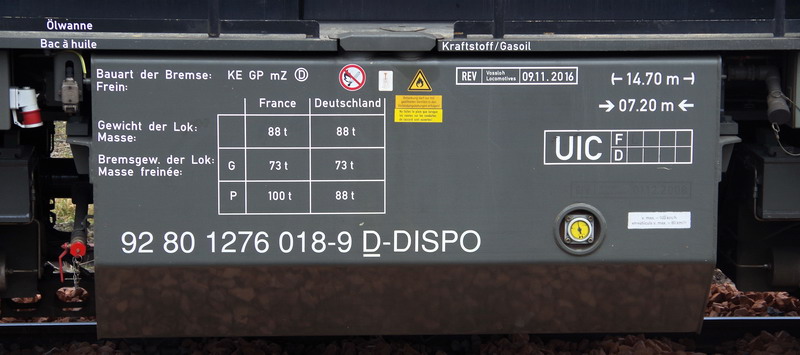 Ölwanne
Bac à huile
Kraftstoff/Gasoil
Bauart der Bremse: KE GP mZ D
Frein:
REV Vossloh Locomotives 09.11.2016
14.70 m
07.20 m
France Deutschland
Gewicht der Lok: 88 t 88 t
Masse:
Bremsgew. der Lok: G 73 t 73 t
Masse freinée:
P 100 t 88 t
UIC F
D
92 80 1276 018-9 D-DISPO